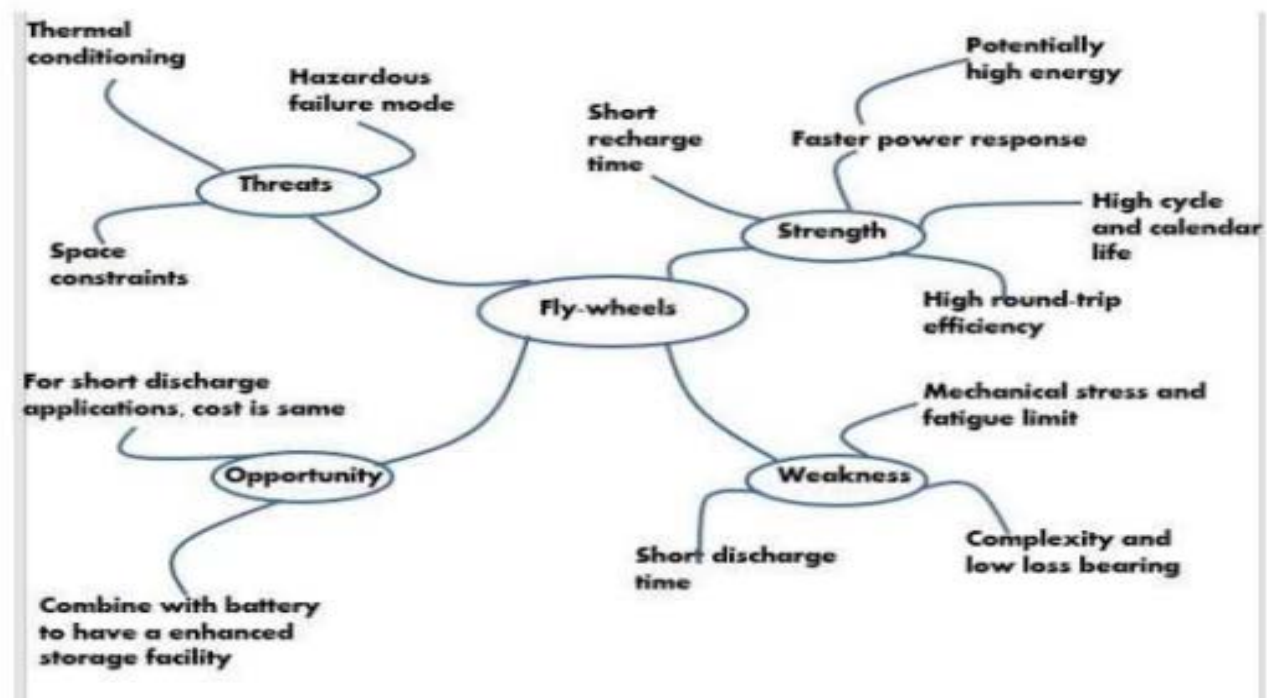 Thermal
conditioning
Hazardous
failure mode
Threats
Space
constraints
Potentially
high energy
Short
recharge
time
Faster power response
High cycle
and calendar
life
Strength
High round-trip
efficiency
Fly-wheels
For short discharge
applications, cost is same
Opportunity
Combine with battery
to have a enhanced
storage facility
Mechanical stress and
fatigue limit
Weakness
Short discharge
time
Complexity and
low loss bearing